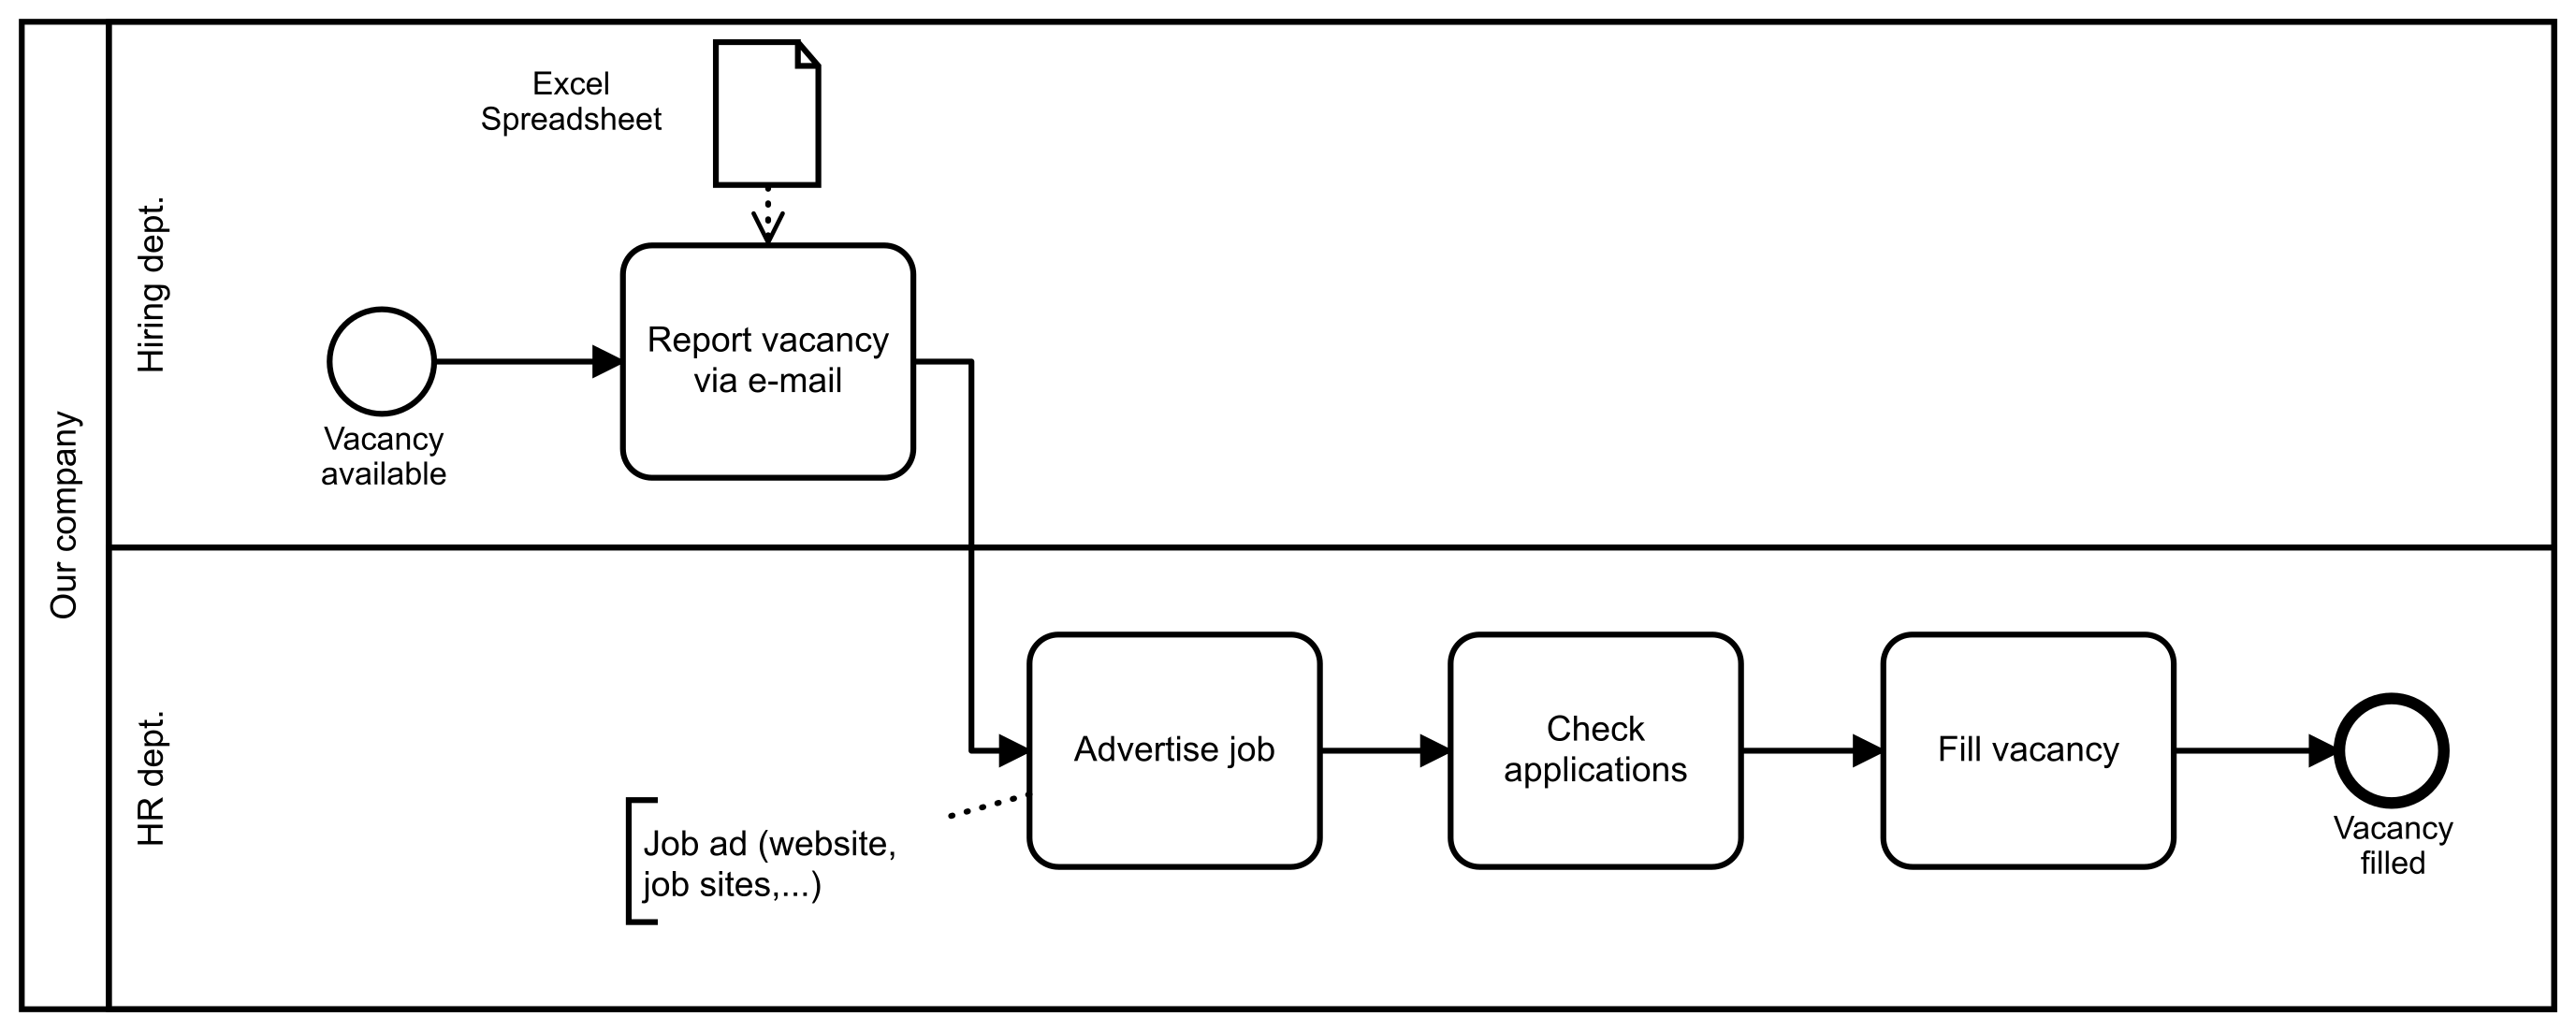 Our company
Hiring dept.
Excel
Spreadsheet
Vacancy
available
Report vacancy
via e-mail
HR dept.
Job ad (website,
job sites,...)
Advertise job
Check
applications
Fill vacancy
Vacancy
filled